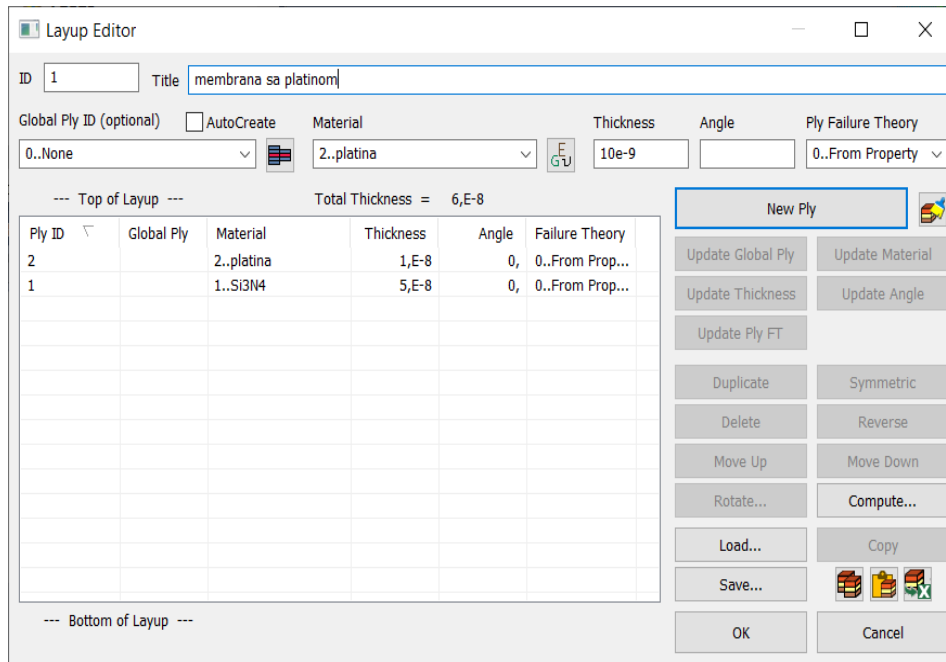 Layup Editor
ID 1 Title membrana sa platinom
Global Ply ID (optional) AutoCreate Material Thickness Angle Ply Failure Theory
0..None 2..platina 10e-9 0..From Property
--- Top of Layup --- Total Thickness = 6,E-8 New Ply
Ply ID Global Ply Material Thickness Angle Failure Theory
2 2..platina 1,E-8 0, 0..From Prop...
1 1..Si3N4 5,E-8 0, 0..From Prop...
Update Global Ply Update Material
Update Thickness Update Angle
Update Ply FT
Duplicate Symmetric
Delete Reverse
Move Up Move Down
Rotate... Compute...
Load... Copy
Save...
--- Bottom of Layup ---
OK Cancel